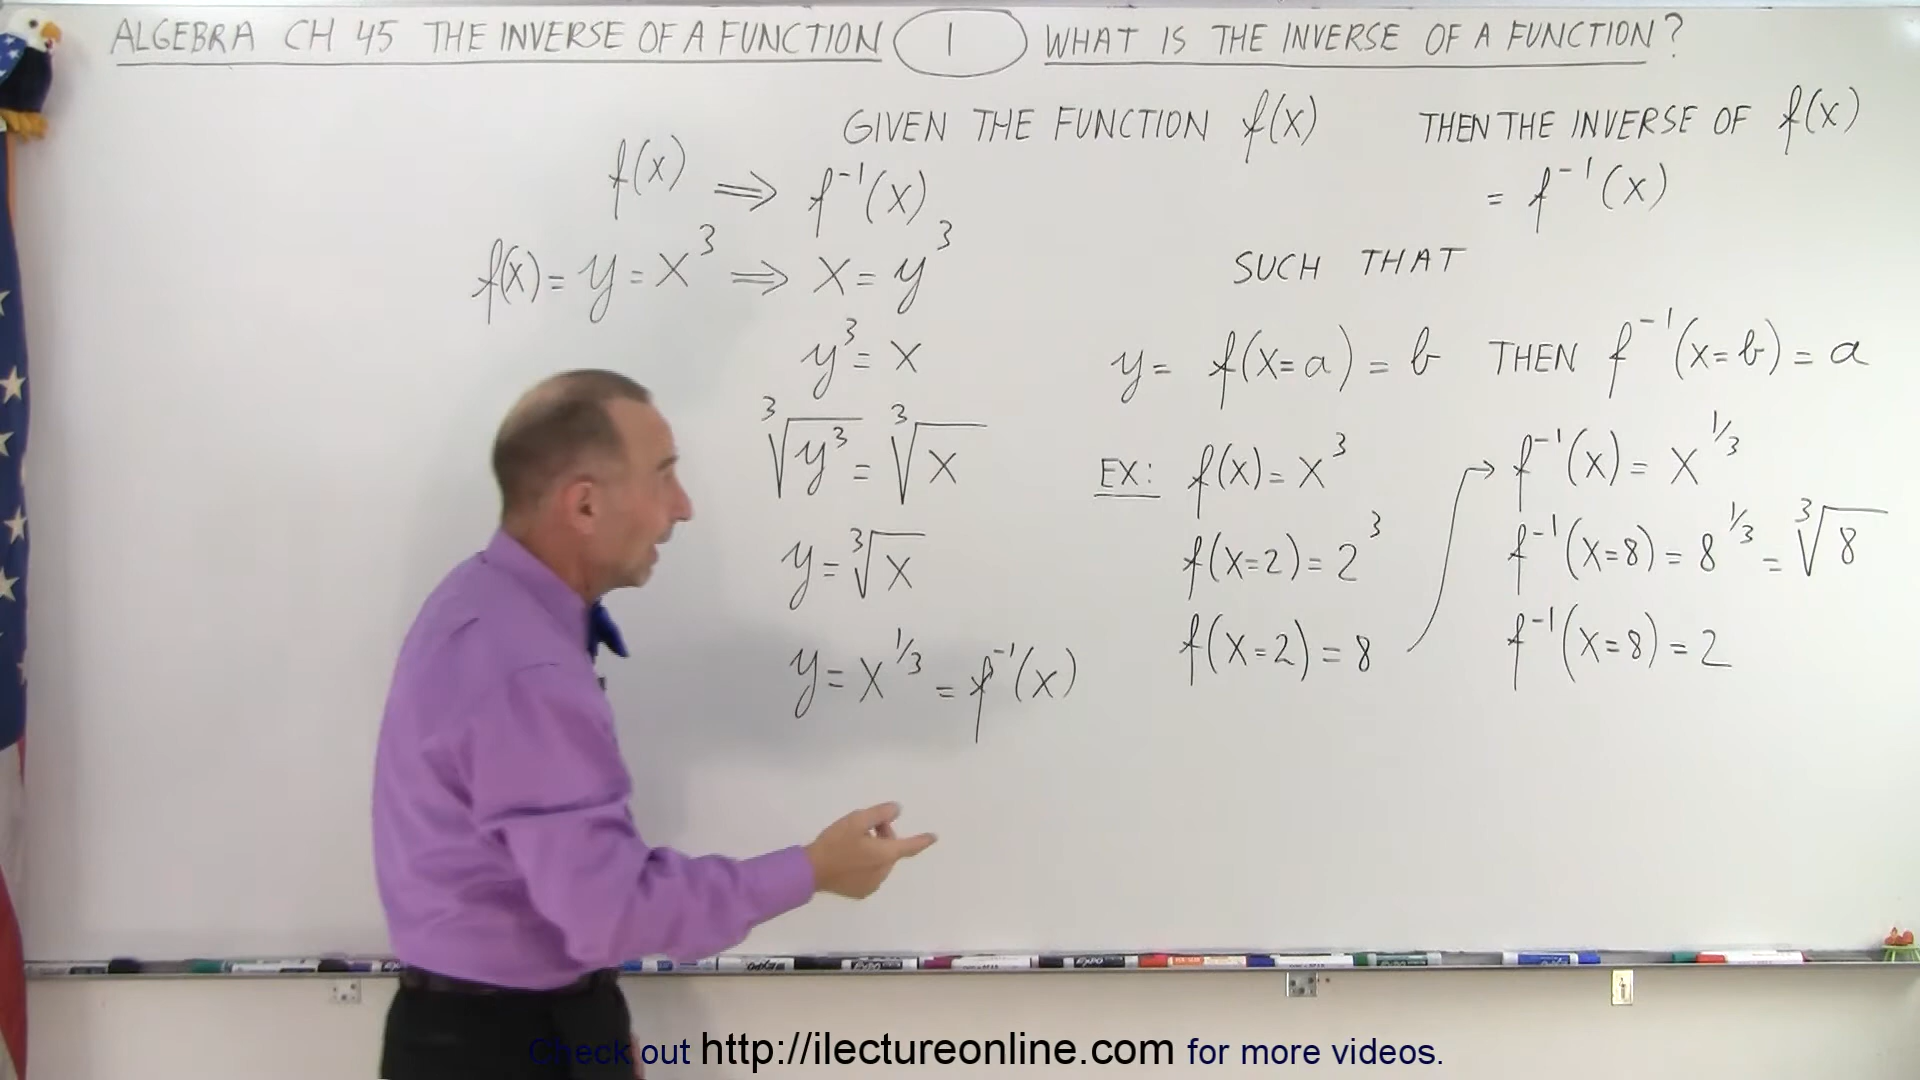 ALGEBRA CH 45 THE INVERSE OF A FUNCTION 1 WHAT IS THE INVERSE OF A FUNCTION?
GIVEN THE FUNCTION f(x) THEN THE INVERSE OF f(x)
= f⁻¹(x)
SUCH THAT
y = f(x=a) = b THEN f⁻¹(x=b) = a
f(x) ⇒ f⁻¹(x)
f(x) = y = x³ ⇒ x = y³
y³ = x
∛y³ = ∛x
y = ∛x
y = x^1/3 = f⁻¹(x)
EX: f(x) = x³
f(x=2) = 2³
f(x=2) = 8
→ f⁻¹(x) = x^1/3
f⁻¹(x=8) = 8^1/3 = ∛8
f⁻¹(x=8) = 2
Check out http://ilectureonline.com for more videos.